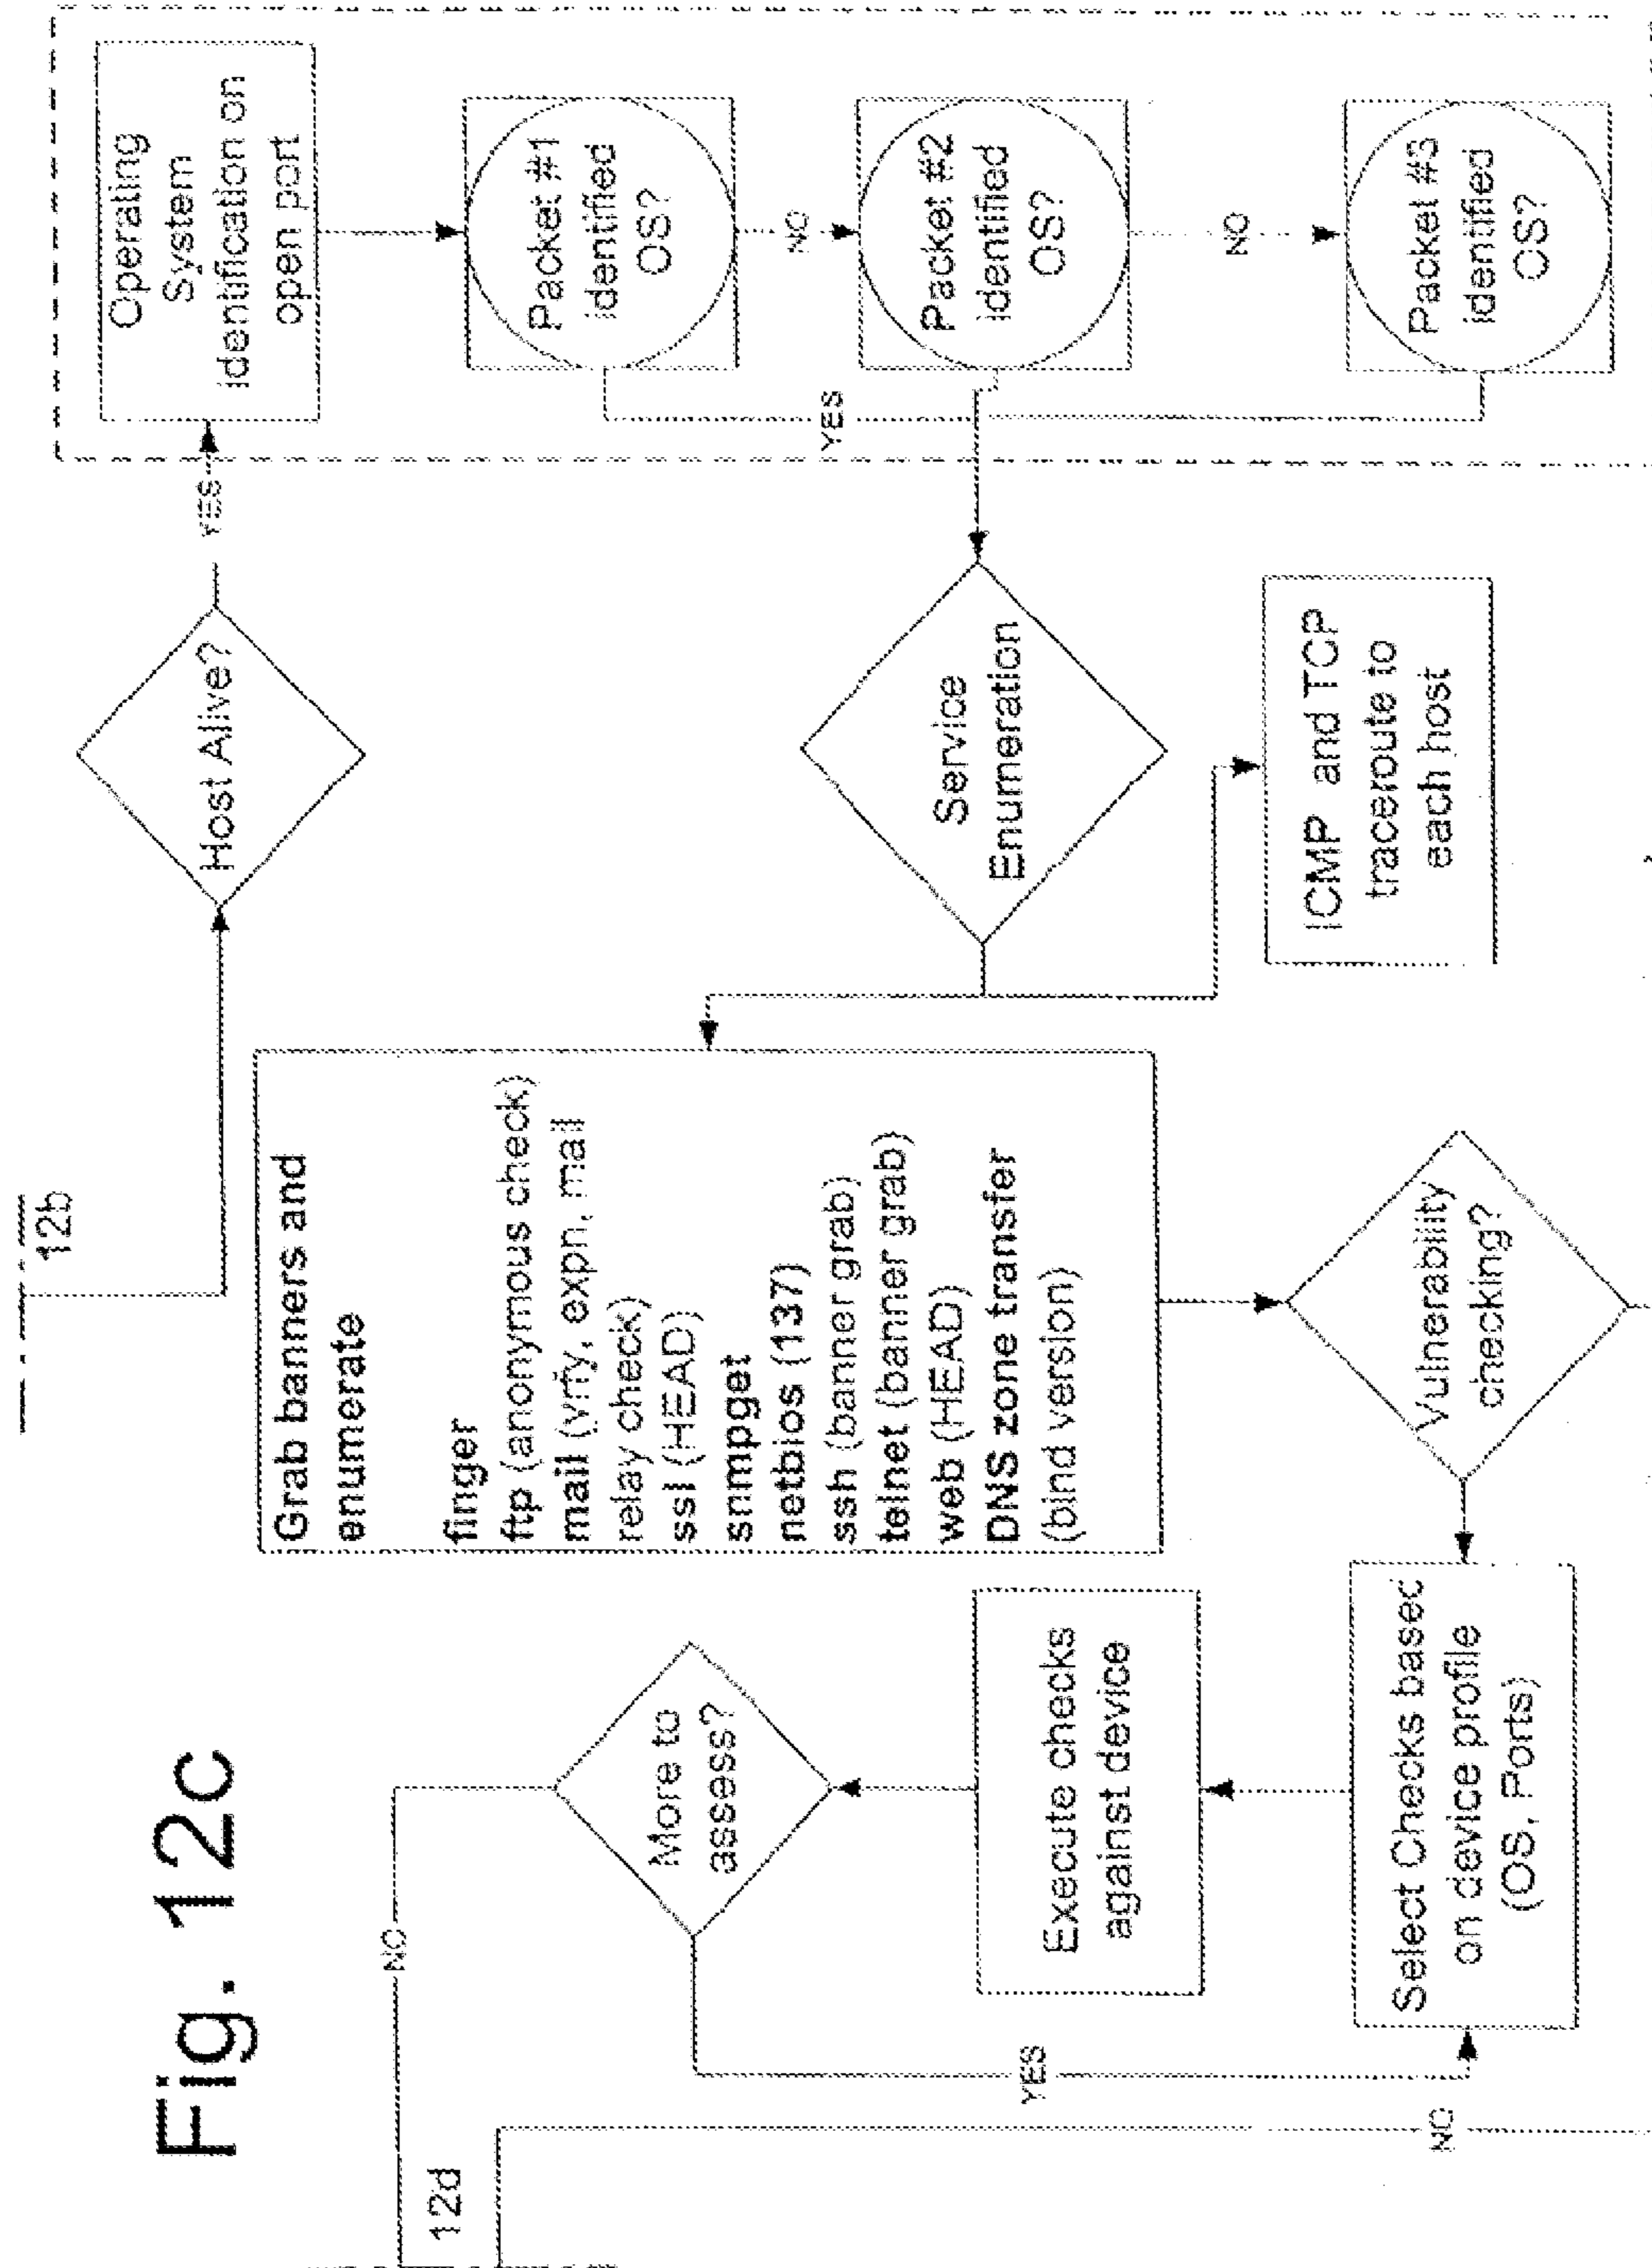 Fig. 12c
12b
Host Alive?
YES
Operating
System
identification on
open port
Packet #1
identified
OS?
NO
Packet #2
identified
OS?
NO
Packet #3
identified
OS?
YES
Service
Enumeration
ICMP and TCP
traceroute to
each host
Grab banners and
enumerate
finger
ftp (anonymous check)
mail (vrfy, expn, mail
relay check)
ssl (HEAD)
snmpget
netbios (137)
ssh (banner grab)
telnet (banner grab)
web (HEAD)
DNS zone transfer
(bind version)
Vulnerability
checking?
Select Checks based
on device profile
(OS, Ports)
Execute checks
against device
More to
assess?
NO
YES
NO
12d